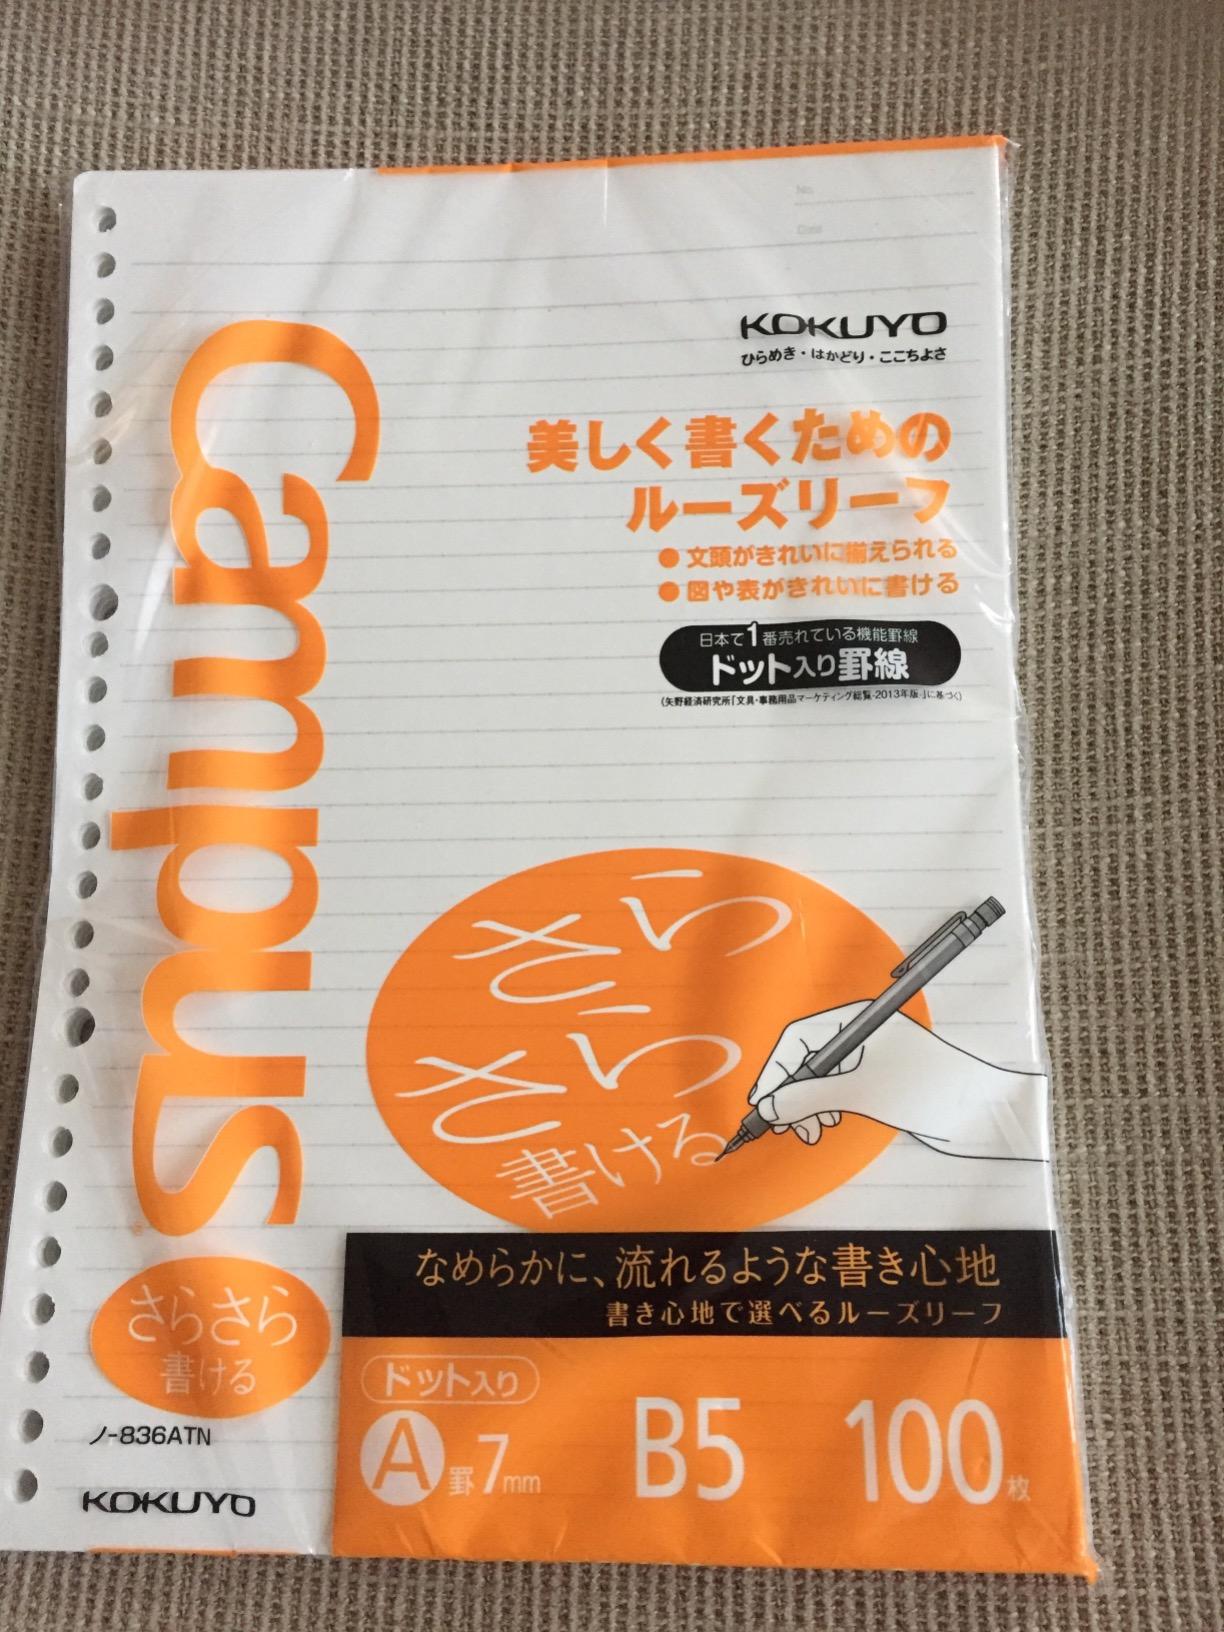 No.
Date
KOKUYO
ひらめき・はかどり・ここちよさ
Campus
美しく書くための
ルーズリーフ
●文頭がきれいに揃えられる
●図や表がきれいに書ける
日本で1番売れている機能罫線
ドット入り罫線
(矢野経済研究所「文具・事務用品マーケティング総覧-2013年版-」に基づく)
さらさら
書ける
なめらかに、流れるような書き心地
書き心地で選べるルーズリーフ
さらさら
書ける
ノ-836ATN
KOKUYO
ドット入り
A 罫 7mm B5 100枚